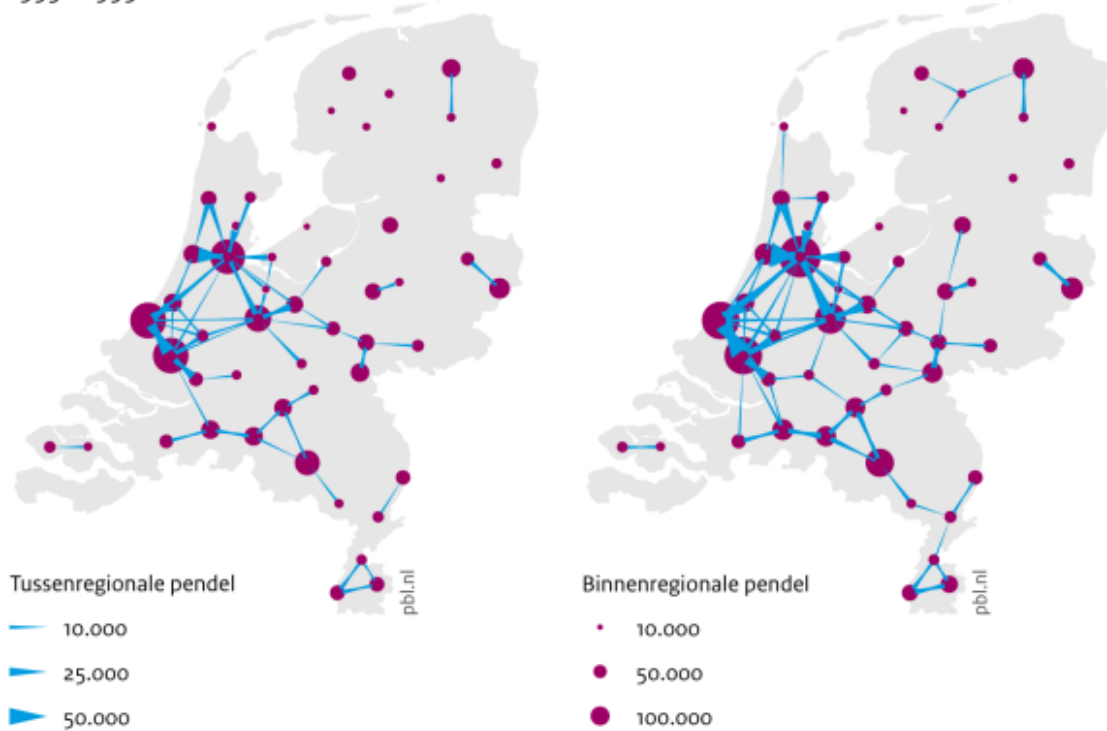 Tussenregionale pendel
10.000
25.000
50.000
pbl.nl
Binnenregionale pendel
10.000
50.000
100.000
pbl.nl